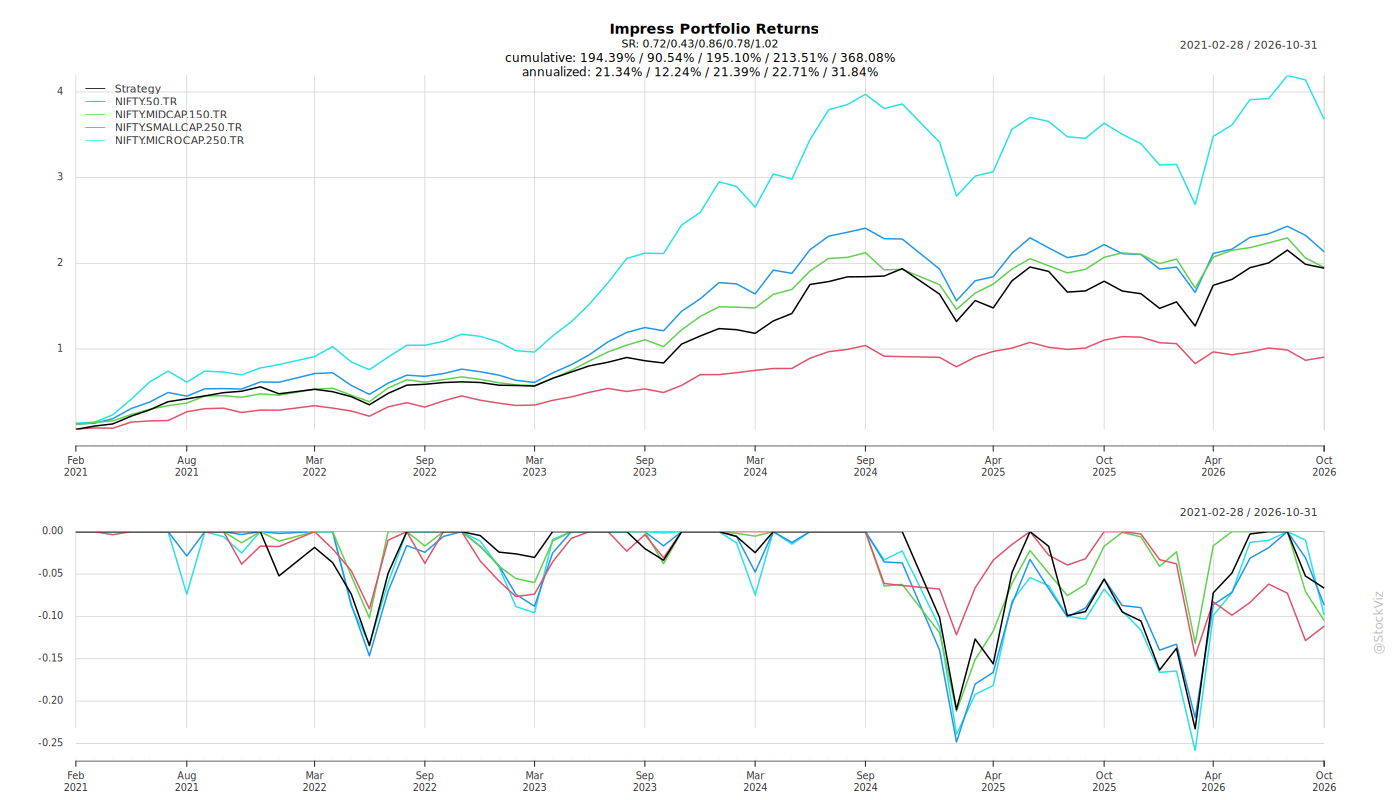 Impress Portfolio Returns
SR: 0.72/0.43/0.86/0.78/1.02
cumulative: 194.39% / 90.54% / 195.10% / 213.51% / 368.08%
annualized: 21.34% / 12.24% / 21.39% / 22.71% / 31.84%
2021-02-28 / 2026-10-31
Strategy
NIFTY.50.TR
NIFTY.MIDCAP.150.TR
NIFTY.SMALLCAP.250.TR
NIFTY.MICROCAP.250.TR
4
3
2
1
Feb 2021
Aug 2021
Mar 2022
Sep 2022
Mar 2023
Sep 2023
Mar 2024
Sep 2024
Apr 2025
Oct 2025
Apr 2026
Oct 2026
2021-02-28 / 2026-10-31
0.00
-0.05
-0.10
-0.15
-0.20
-0.25
Feb 2021
Aug 2021
Mar 2022
Sep 2022
Mar 2023
Sep 2023
Mar 2024
Sep 2024
Apr 2025
Oct 2025
Apr 2026
Oct 2026
@StockViz